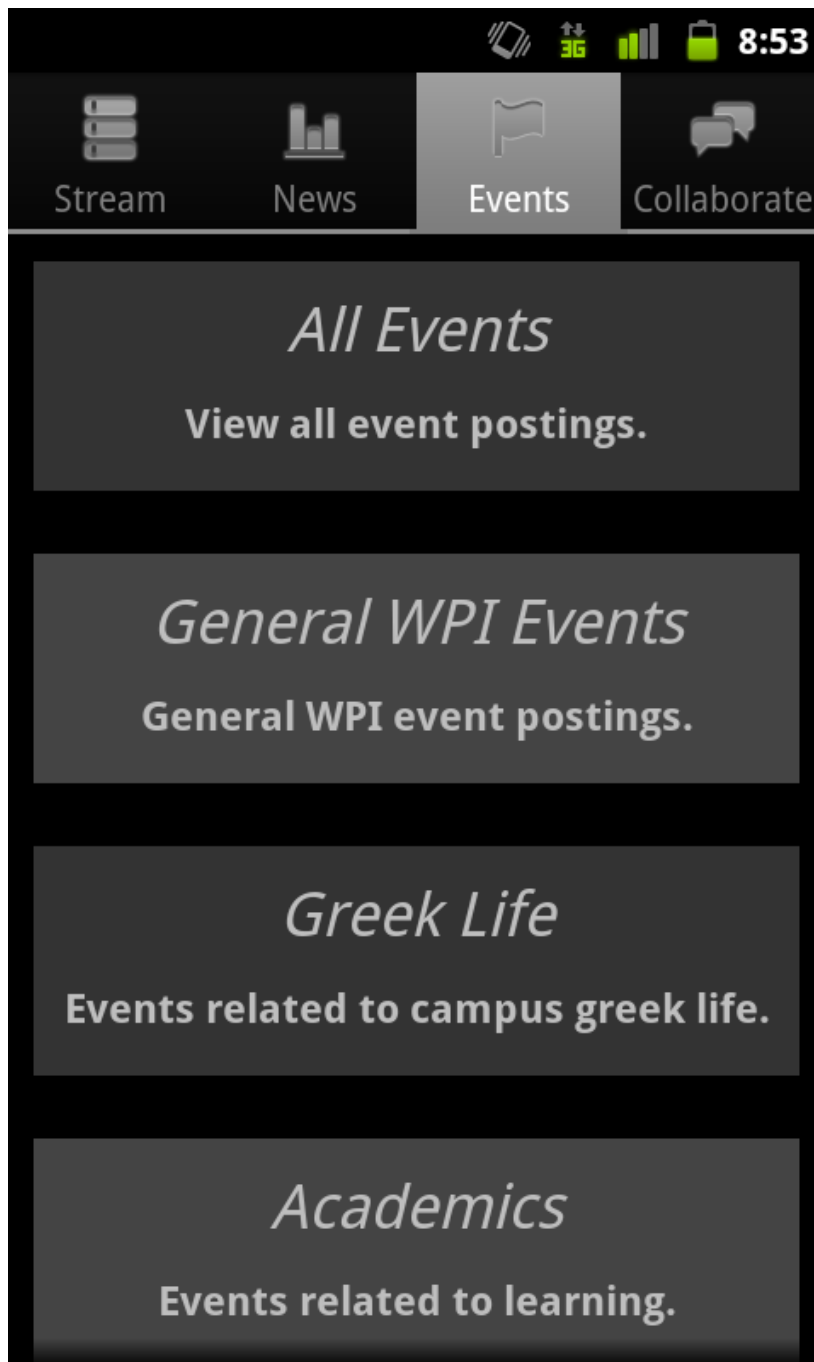 3G 8:53
Stream News Events Collaborate
All Events
View all event postings.
General WPI Events
General WPI event postings.
Greek Life
Events related to campus greek life.
Academics
Events related to learning.